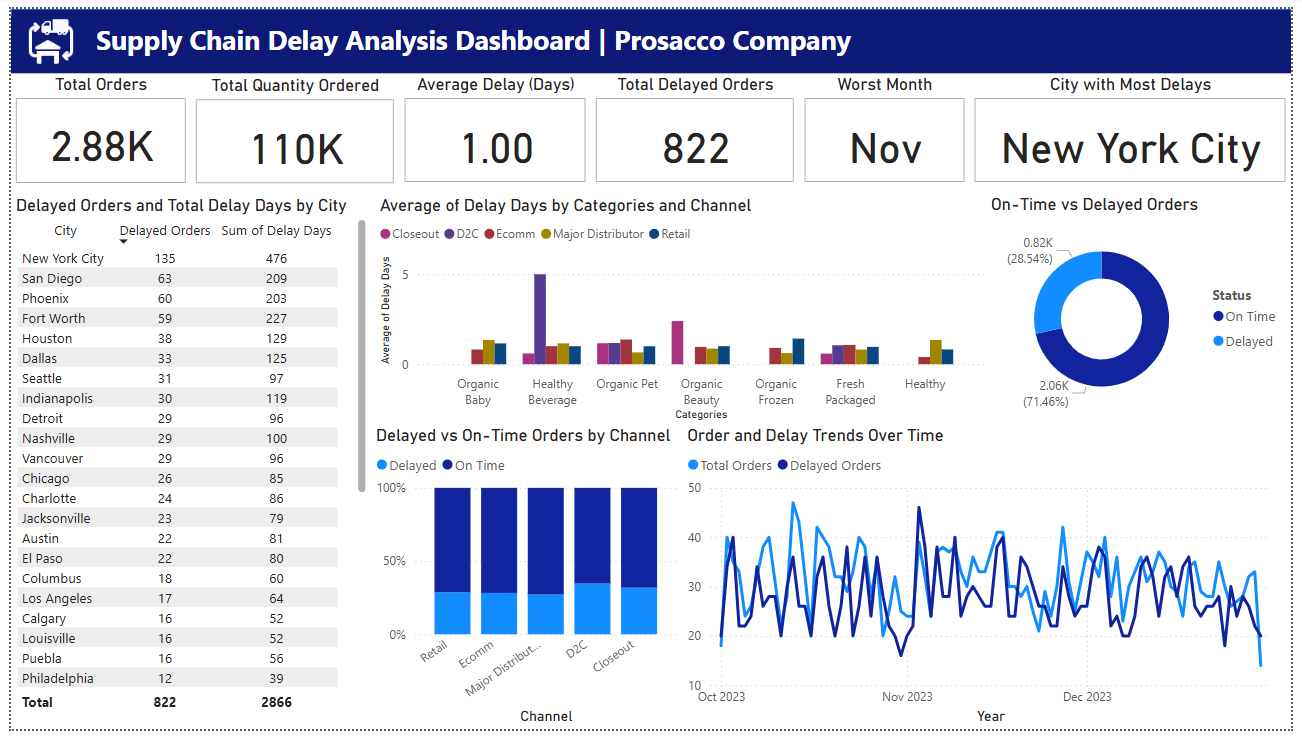 Supply Chain Delay Analysis Dashboard | Prosacco Company
Total Orders
2.88K
Total Quantity Ordered
110K
Average Delay (Days)
1.00
Total Delayed Orders
822
Worst Month
Nov
City with Most Delays
New York City
Delayed Orders and Total Delay Days by City
City Delayed Orders Sum of Delay Days
New York City 135 476
San Diego 63 209
Phoenix 60 203
Fort Worth 59 227
Houston 38 129
Dallas 33 125
Seattle 31 97
Indianapolis 30 119
Detroit 29 96
Nashville 29 100
Vancouver 29 96
Chicago 26 85
Charlotte 24 86
Jacksonville 23 79
Austin 22 81
El Paso 22 80
Columbus 18 60
Los Angeles 17 64
Calgary 16 52
Louisville 16 52
Puebla 16 56
Philadelphia 12 39
Total 822 2866
Average of Delay Days by Categories and Channel
Closeout D2C Ecomm Major Distributor Retail
Average of Delay Days
5
0
Organic Baby
Healthy Beverage
Organic Pet
Organic Beauty
Organic Frozen
Fresh Packaged
Healthy
Categories
On-Time vs Delayed Orders
0.82K
(28.54%)
2.06K
(71.46%)
Status
On Time
Delayed
Delayed vs On-Time Orders by Channel
Delayed On Time
100%
50%
0%
Retail
Ecomm
Major Distribut...
D2C
Closeout
Channel
Order and Delay Trends Over Time
Total Orders Delayed Orders
50
40
30
20
10
Oct 2023 Nov 2023 Dec 2023
Year